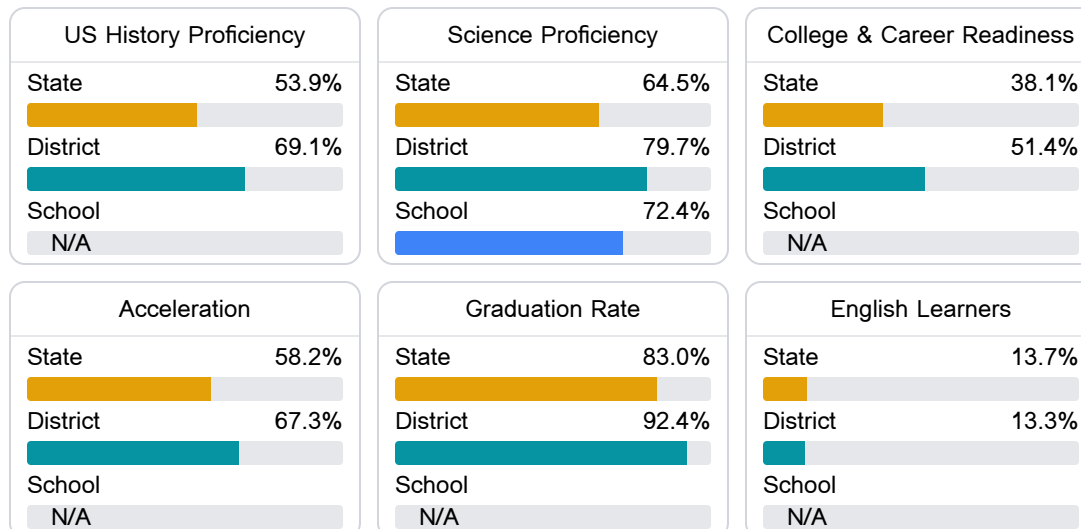 US History Proficiency
State 53.9%
District 69.1%
School
N/A
Science Proficiency
State 64.5%
District 79.7%
School 72.4%
College & Career Readiness
State 38.1%
District 51.4%
School
N/A
Acceleration
State 58.2%
District 67.3%
School
N/A
Graduation Rate
State 83.0%
District 92.4%
School
N/A
English Learners
State 13.7%
District 13.3%
School
N/A